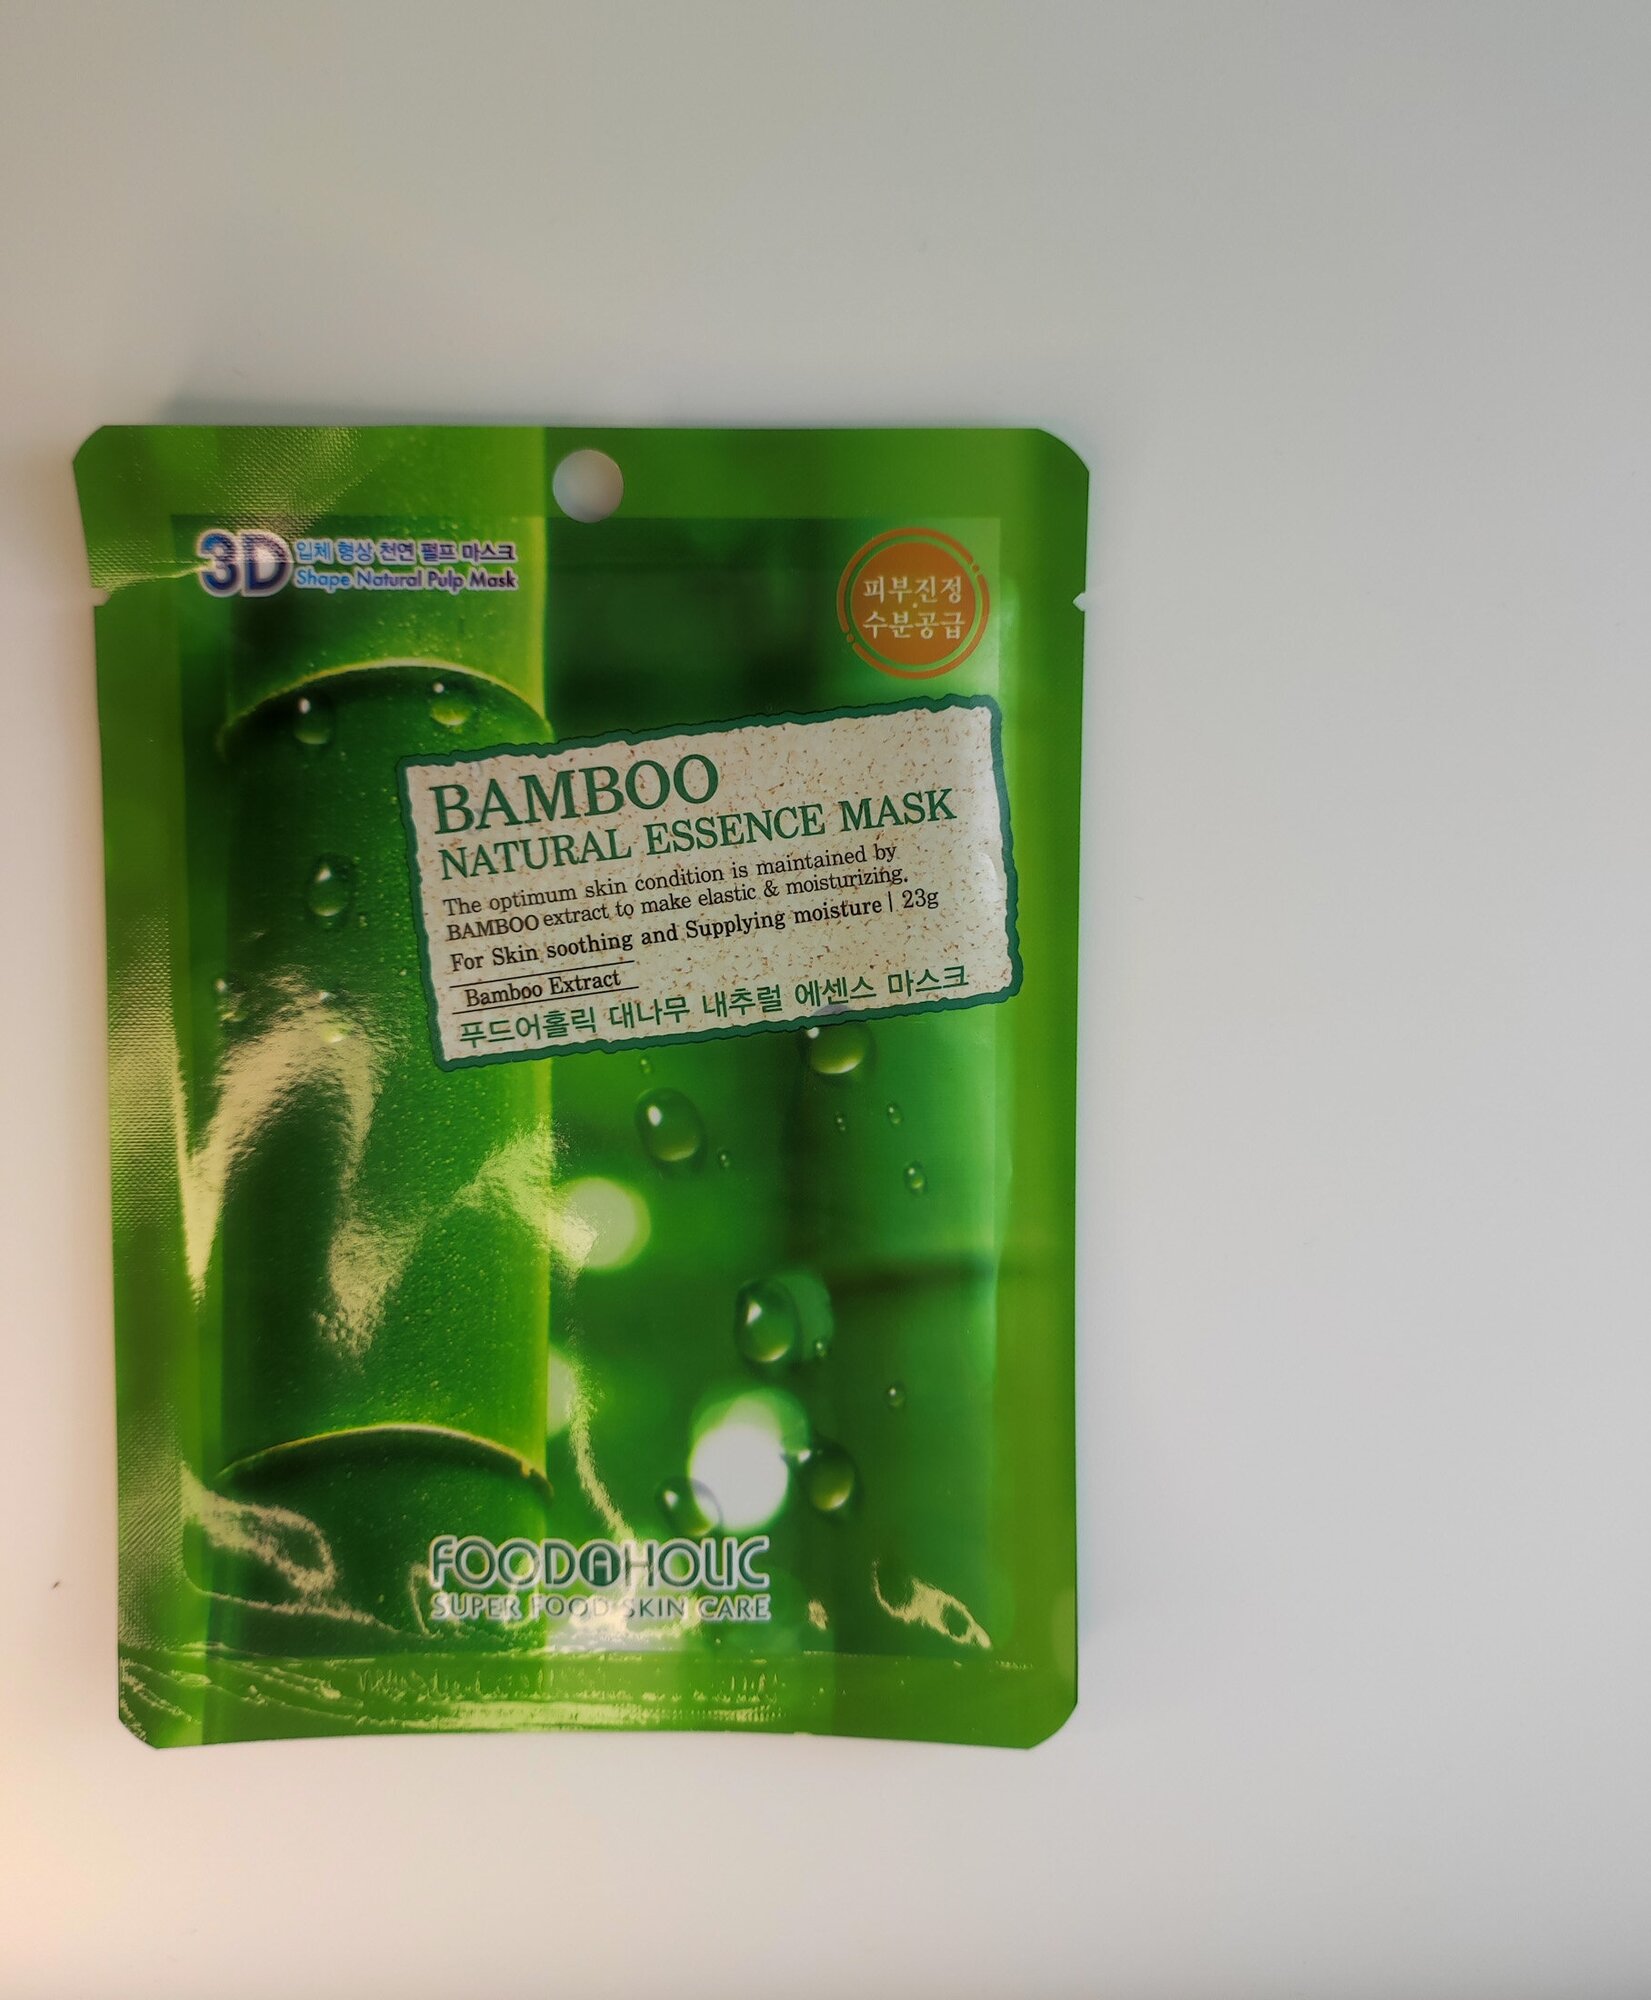 3D 입체 형상 천연 펄프 마스크
Shape Natural Pulp Mask
피부진정
수분공급
BAMBOO
NATURAL ESSENCE MASK
The optimum skin condition is maintained by
BAMBOO extract to make elastic & moisturizing.
For Skin soothing and Supplying moisture | 23g
Bamboo Extract
푸드어홀릭 대나무 내추럴 에센스 마스크
FOODAHOLIC
SUPER FOOD SKIN CARE